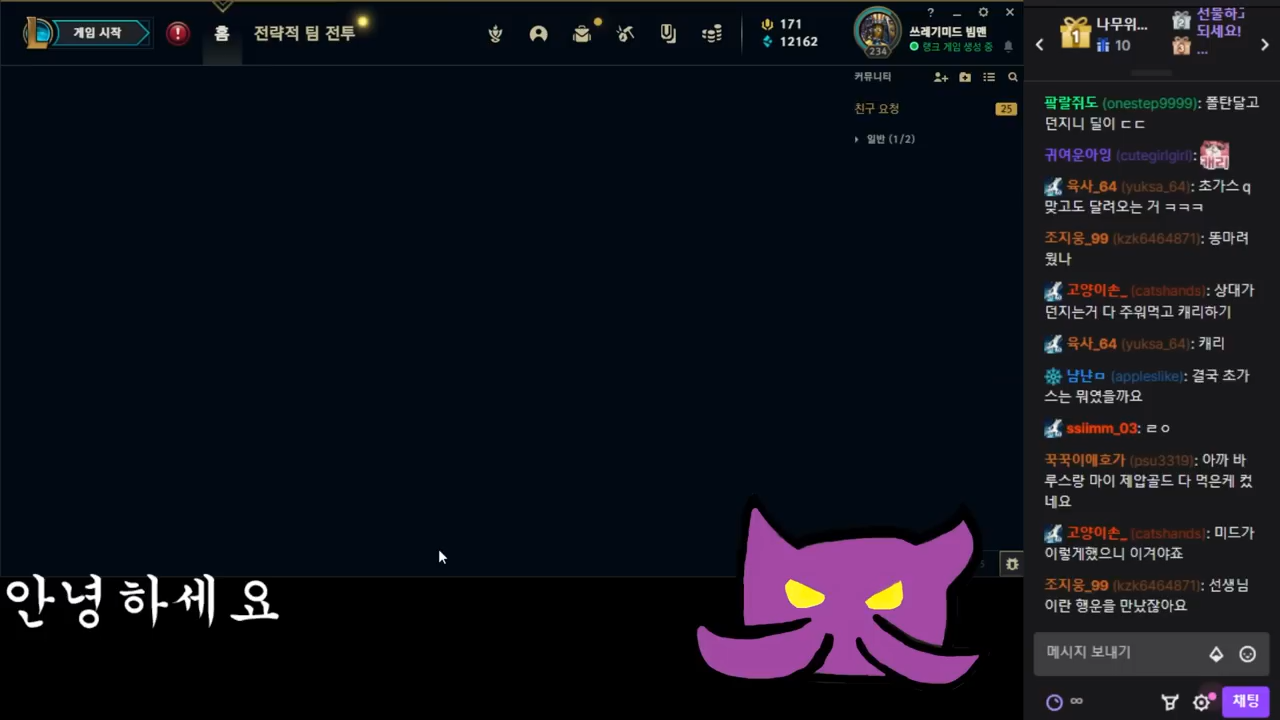 게임 시작
홈
전략적 팀 전투
171
12162
234
쓰레기미드 빔맨
랭크 게임 생성 중
커뮤니티
친구 요청
25
일반 (1/2)
안녕하세요
1
나무위...
10
2
선물하고
되세요!
3
...
팤랄쥐도 (onestep9999): 폴탄달고
던지니 딜이 ㄷㄷ
귀여운아잉 (cutegirlgirl): 캐리
육사_64 (yuksa_64): 초가스 q
맞고도 달려오는 거 ㅋㅋㅋ
조지웅_99 (kzk6464871): 똥마려
웠나
고양이손_ (catshands): 상대가
던지는거 다 주워먹고 캐리하기
육사_64 (yuksa_64): 캐리
냠난ㅁ (appleslike): 결국 초가
스는 뭐였을까요
ssiimm_03: ㄹㅇ
꾹꾹이애호가 (psu3319): 아까 바
루스랑 마이 제압골드 다 먹은케 컸
네요
고양이손_ (catshands): 미드가
이렇게했으니 이겨야죠
조지웅_99 (kzk6464871): 선생님
이란 행운을 만났잖아요
메시지 보내기
∞
채팅